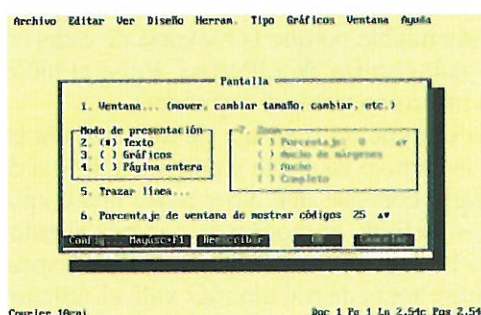 Archivo Editar Ver Diseño Herram. Tipo Gráficos Ventana Ayuda
Pantalla
1. Ventana... (mover, cambiar tamaño, cambiar, etc.)
Modo de presentación
2. (■) Texto
3. ( ) Gráficos
4. ( ) Página entera
7. Zoom
( ) Porcentaje: 0 ▲▼
( ) Ancho de márgenes
( ) Ancho
( ) Completo
5. Trazar línea...
6. Porcentaje de ventana de mostrar códigos 25 ▲▼
Config... Mayúsc+F1 Reescribir OK Cancelar
Courier 10cpi Doc 1 Pg 1 Ln 2.54c Pos 2.54